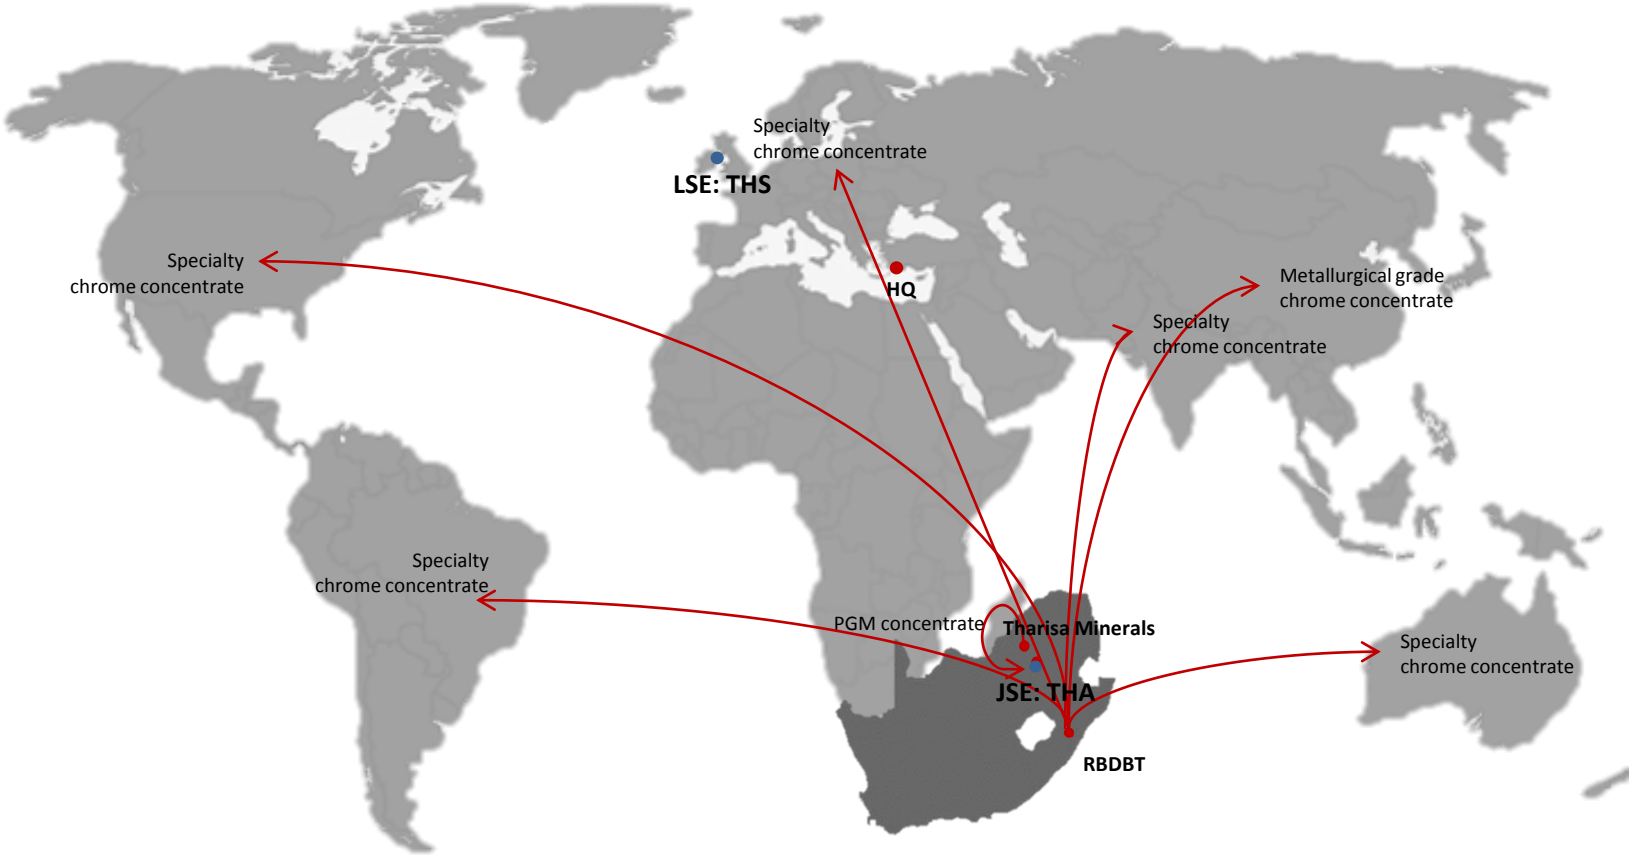 Specialty
chrome concentrate
LSE: THS
Specialty
chrome concentrate
HQ
Metallurgical grade
chrome concentrate
Specialty
chrome concentrate
Specialty
chrome concentrate
PGM concentrate
Tharisa Minerals
Specialty
chrome concentrate
JSE: THA
RBDBT